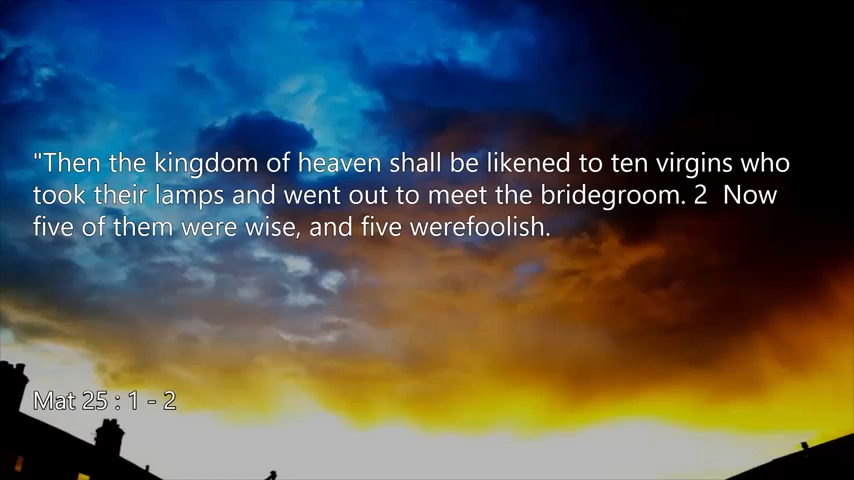 "Then the kingdom of heaven shall be likened to ten virgins who
took their lamps and went out to meet the bridegroom. 2  Now
five of them were wise, and five werefoolish.
Mat 25 : 1 - 2